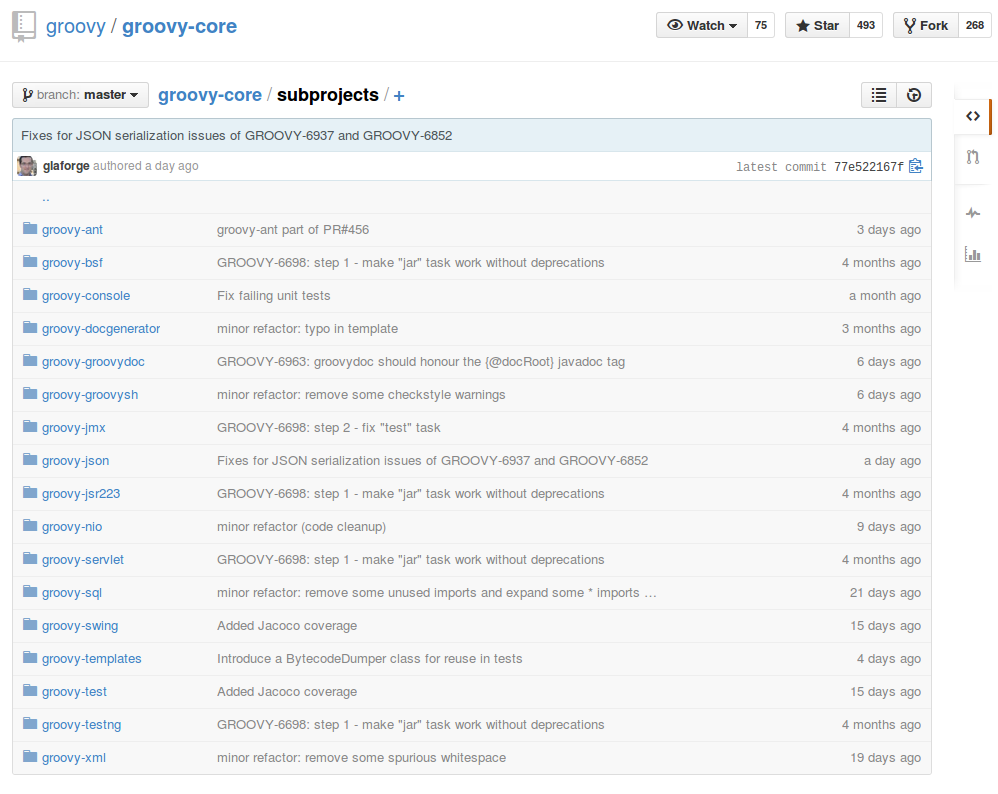 groovy / groovy-core
Watch 75 Star 493 Fork 268
branch: master groovy-core / subprojects / +
Fixes for JSON serialization issues of GROOVY-6937 and GROOVY-6852
glaforge authored a day ago latest commit 77e522167f
..
groovy-ant groovy-ant part of PR#456 3 days ago
groovy-bsf GROOVY-6698: step 1 - make "jar" task work without deprecations 4 months ago
groovy-console Fix failing unit tests a month ago
groovy-docgenerator minor refactor: typo in template 3 months ago
groovy-groovydoc GROOVY-6963: groovydoc should honour the {@docRoot} javadoc tag 6 days ago
groovy-groovysh minor refactor: remove some checkstyle warnings 6 days ago
groovy-jmx GROOVY-6698: step 2 - fix "test" task 4 months ago
groovy-json Fixes for JSON serialization issues of GROOVY-6937 and GROOVY-6852 a day ago
groovy-jsr223 GROOVY-6698: step 1 - make "jar" task work without deprecations 4 months ago
groovy-nio minor refactor (code cleanup) 9 days ago
groovy-servlet GROOVY-6698: step 1 - make "jar" task work without deprecations 4 months ago
groovy-sql minor refactor: remove some unused imports and expand some * imports … 21 days ago
groovy-swing Added Jacoco coverage 15 days ago
groovy-templates Introduce a BytecodeDumper class for reuse in tests 4 days ago
groovy-test Added Jacoco coverage 15 days ago
groovy-testng GROOVY-6698: step 1 - make "jar" task work without deprecations 4 months ago
groovy-xml minor refactor: remove some spurious whitespace 19 days ago